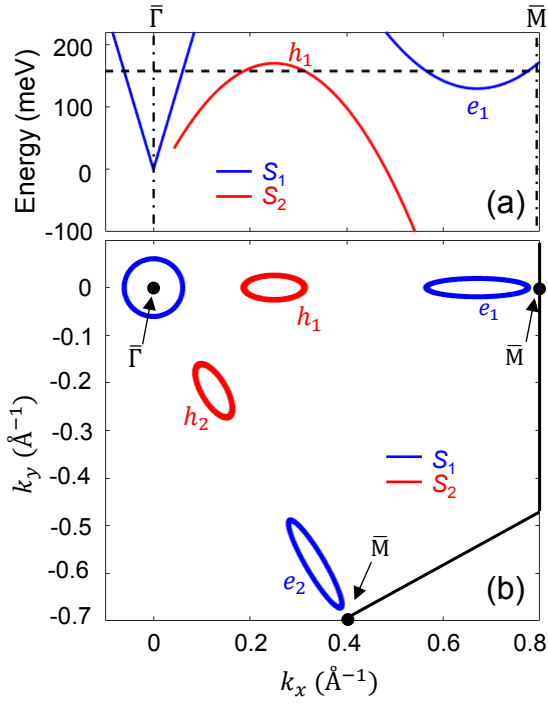 Γ̅ M̅
200
100
0
-100
Energy (meV)
h₁
e₁
S₁
S₂
(a)
0
-0.1
-0.2
-0.3
-0.4
-0.5
-0.6
-0.7
k_y (Å⁻¹)
Γ̅
h₁
e₁
M̅
h₂
S₁
S₂
M̅
e₂
(b)
0 0.2 0.4 0.6 0.8
k_x (Å⁻¹)